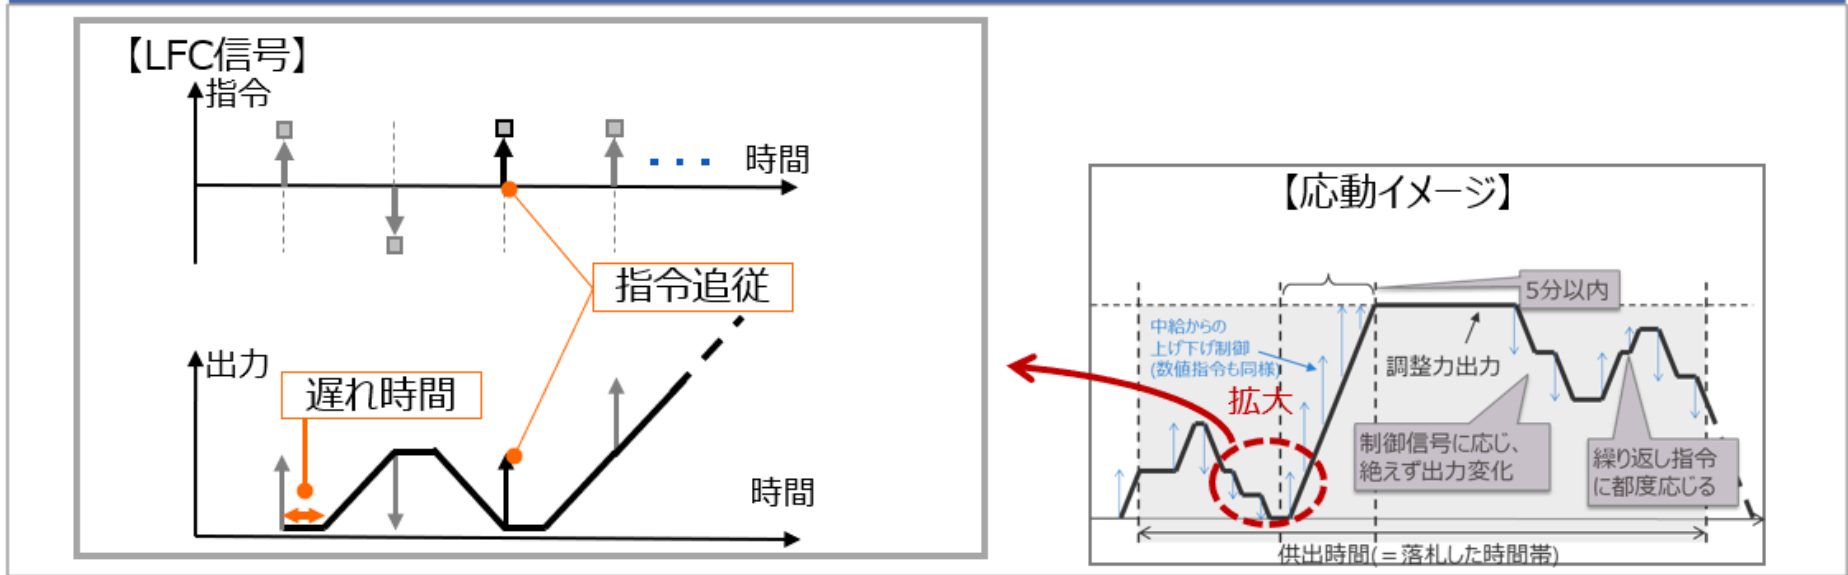 【LFC信号】
指令
時間
指令追従
出力
遅れ時間
時間
【応動イメージ】
5分以内
中給からの
上げ下げ制御
(数値指令も同様)
調整力出力
拡大
制御信号に応じ、
絶えず出力変化
繰り返し指令
に都度応じる
供出時間(=落札した時間帯)